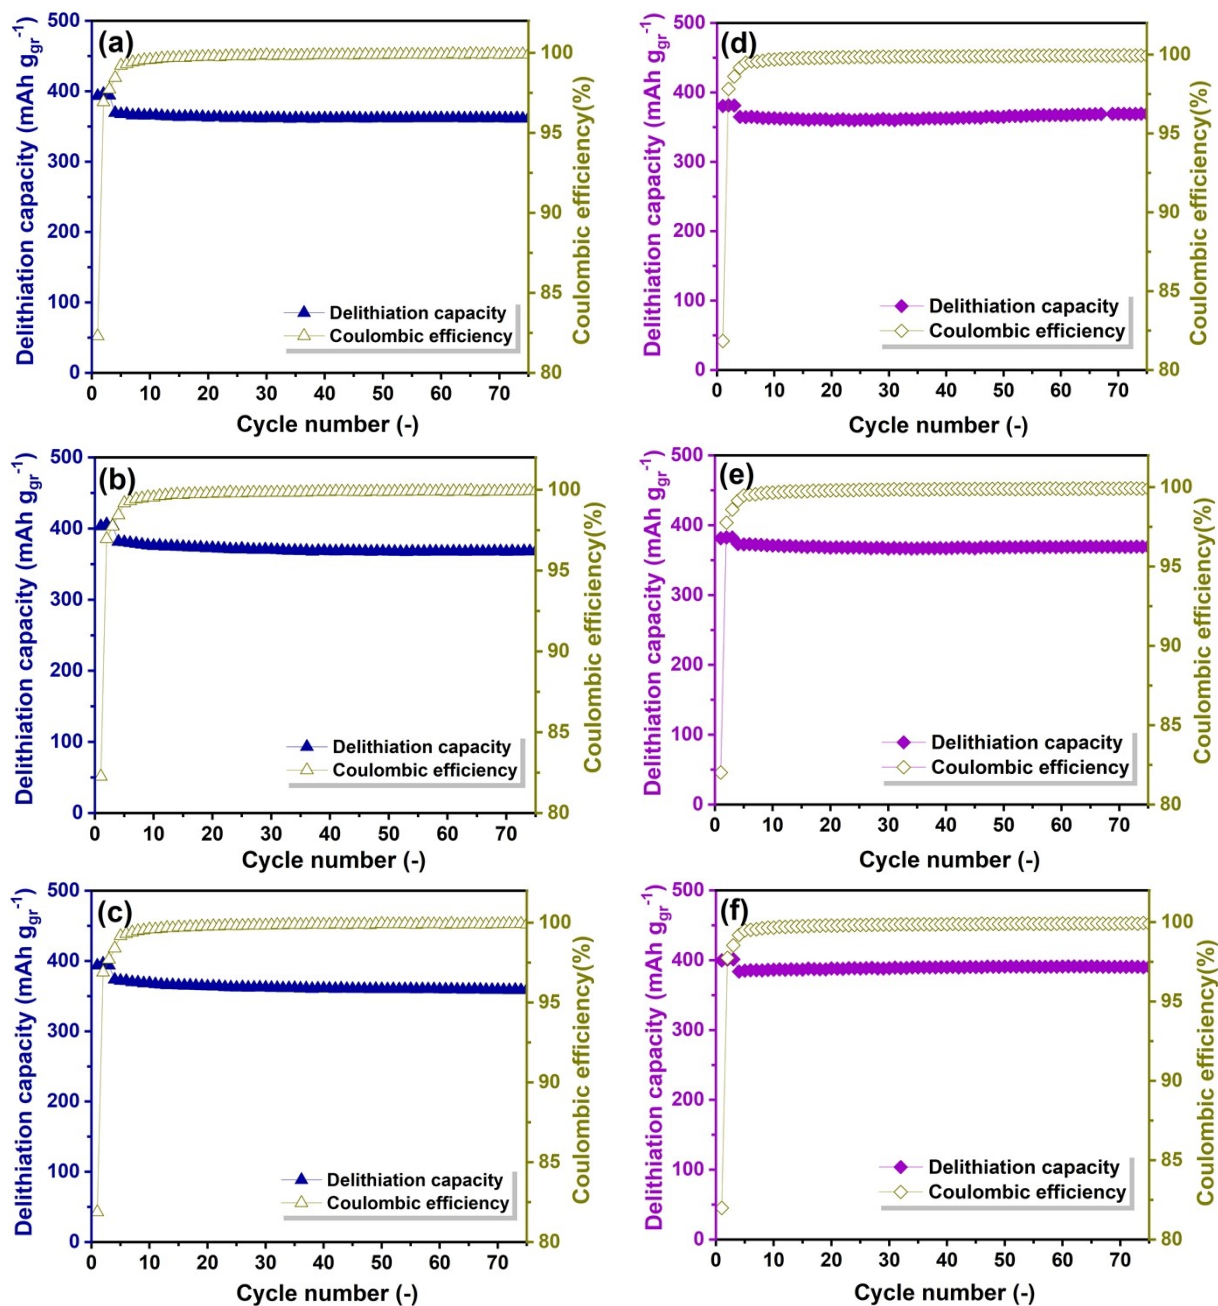 (a)
Delithiation capacity (mAh g_gr^-1)
500
400
300
200
100
0
100
95
90
85
80
Coulombic efficiency(%)
Delithiation capacity
Coulombic efficiency
0 10 20 30 40 50 60 70
Cycle number (-)
(d)
Delithiation capacity (mAh g_gr^-1)
500
400
300
200
100
0
100
95
90
85
80
Coulombic efficiency(%)
Delithiation capacity
Coulombic efficiency
0 10 20 30 40 50 60 70
Cycle number (-)
(b)
Delithiation capacity (mAh g_gr^-1)
500
400
300
200
100
0
100
95
90
85
80
Coulombic efficiency(%)
Delithiation capacity
Coulombic efficiency
0 10 20 30 40 50 60 70
Cycle number (-)
(e)
Delithiation capacity (mAh g_gr^-1)
500
400
300
200
100
0
100
95
90
85
80
Coulombic efficiency(%)
Delithiation capacity
Coulombic efficiency
0 10 20 30 40 50 60 70
Cycle number (-)
(c)
Delithiation capacity (mAh g_gr^-1)
500
400
300
200
100
0
100
95
90
85
80
Coulombic efficiency(%)
Delithiation capacity
Coulombic efficiency
0 10 20 30 40 50 60 70
Cycle number (-)
(f)
Delithiation capacity (mAh g_gr^-1)
500
400
300
200
100
0
100
95
90
85
80
Coulombic efficiency(%)
Delithiation capacity
Coulombic efficiency
0 10 20 30 40 50 60 70
Cycle number (-)